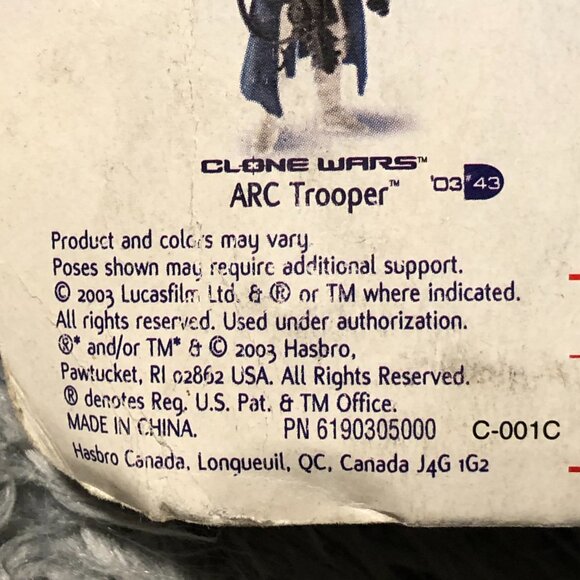 CLONE WARS™
ARC Trooper™ '03 #43
Product and colors may vary.
Poses shown may require additional support.
© 2003 Lucasfilm Ltd. & ® or TM where indicated.
All rights reserved. Used under authorization.
®* and/or TM* & © 2003 Hasbro,
Pawtucket, RI 02862 USA. All Rights Reserved.
® denotes Reg. U.S. Pat. & TM Office.
MADE IN CHINA. PN 6190305000 C-001C
Hasbro Canada, Longueuil, QC, Canada J4G 1G2